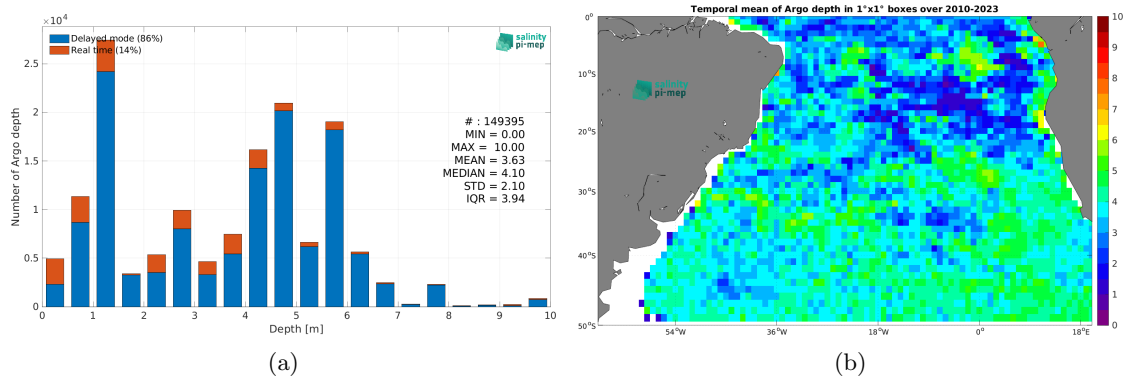 ×10⁴
Delayed mode (86%)
Real time (14%)
salinity
pi-mep
2.5
2
1.5
1
0.5
0
Number of Argo depth
# : 149395
MIN = 0.00
MAX = 10.00
MEAN = 3.63
MEDIAN = 4.10
STD = 2.10
IQR = 3.94
0 1 2 3 4 5 6 7 8 9 10
Depth [m]
(a)
Temporal mean of Argo depth in 1°x1° boxes over 2010-2023
0°
10°S
20°S
30°S
40°S
50°S
salinity
pi-mep
54°W 36°W 18°W 0° 18°E
10
9
8
7
6
5
4
3
2
1
0
(b)